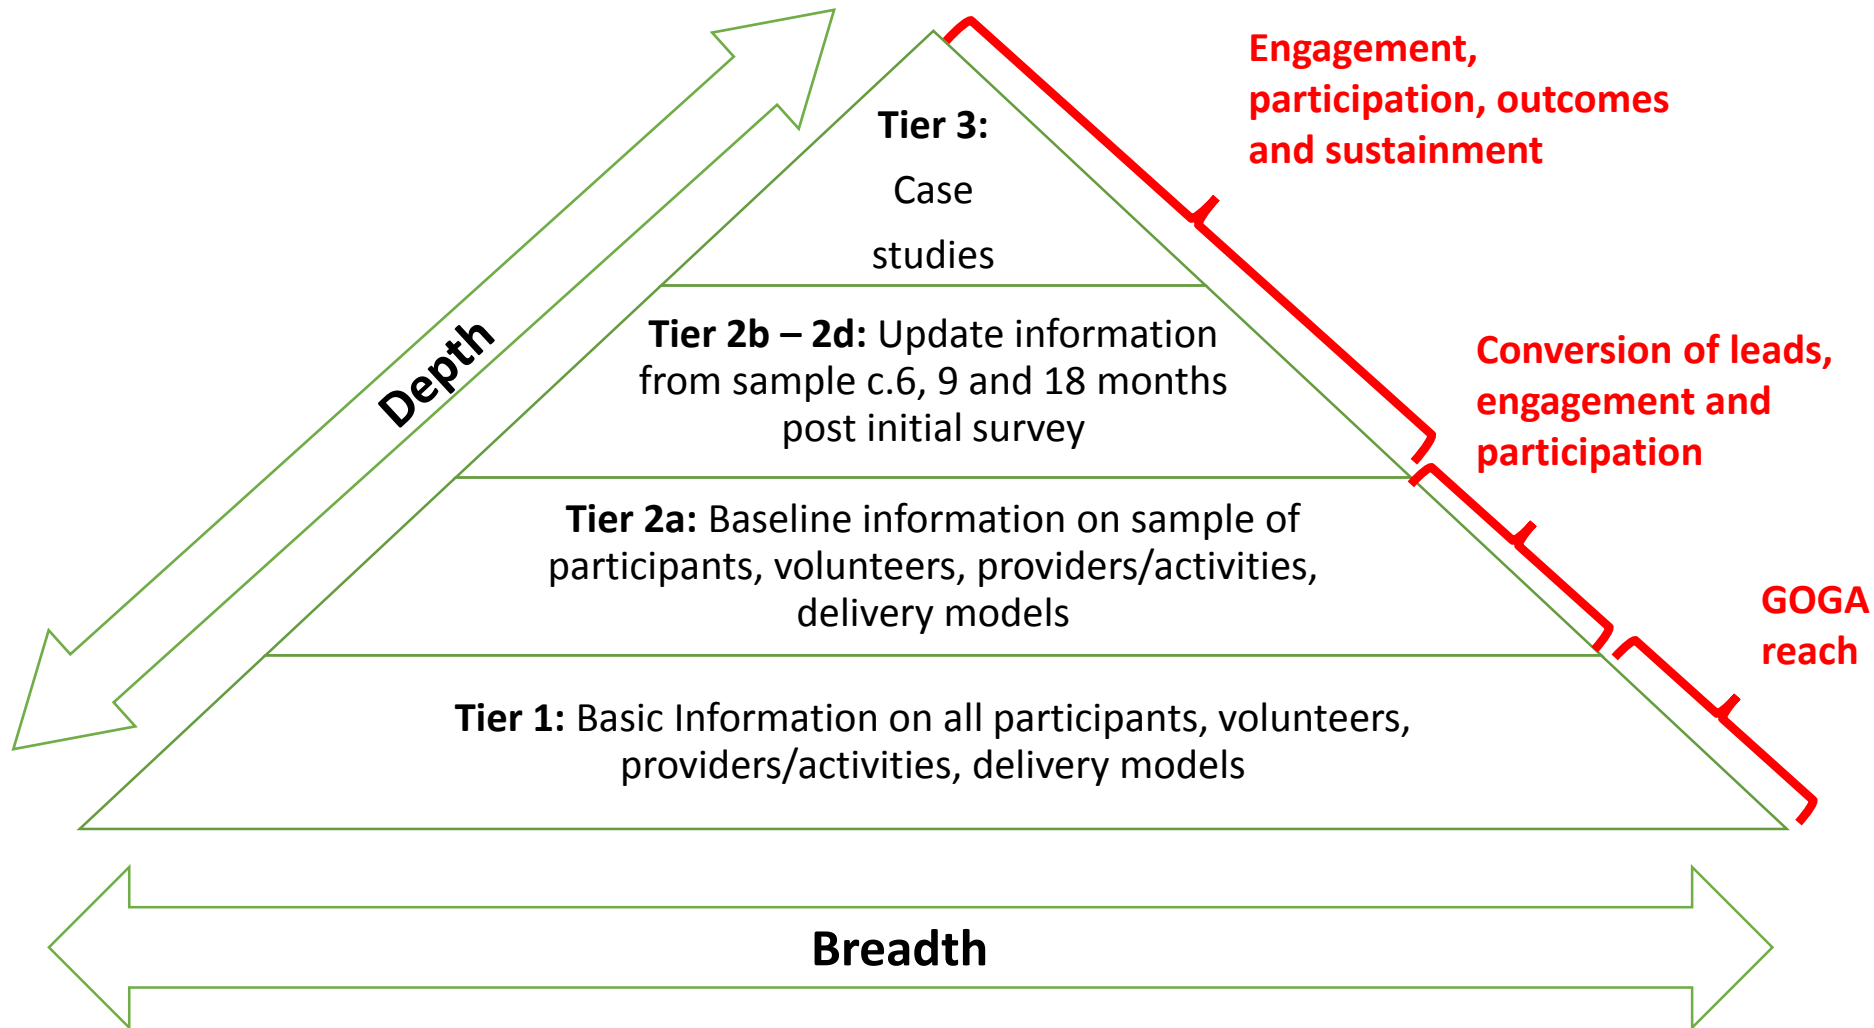 Engagement,
participation, outcomes
and sustainment
Tier 3:
Case
studies
Depth
Tier 2b – 2d: Update information
from sample c.6, 9 and 18 months
post initial survey
Conversion of leads,
engagement and
participation
Tier 2a: Baseline information on sample of
participants, volunteers, providers/activities,
delivery models
GOGA
reach
Tier 1: Basic Information on all participants, volunteers,
providers/activities, delivery models
Breadth